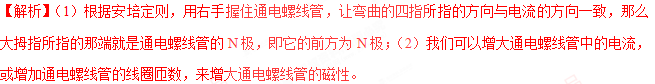 【解析】（1）根据安培定则，用右手握住通电螺线管，让弯曲的四指所指的方向与电流的方向一致，那么
大拇指所指的那端就是通电螺线管的N极，即它的前方为N极；（2）我们可以增大通电螺线管中的电流，
或增加通电螺线管的线圈匝数，来增大通电螺线管的磁性。